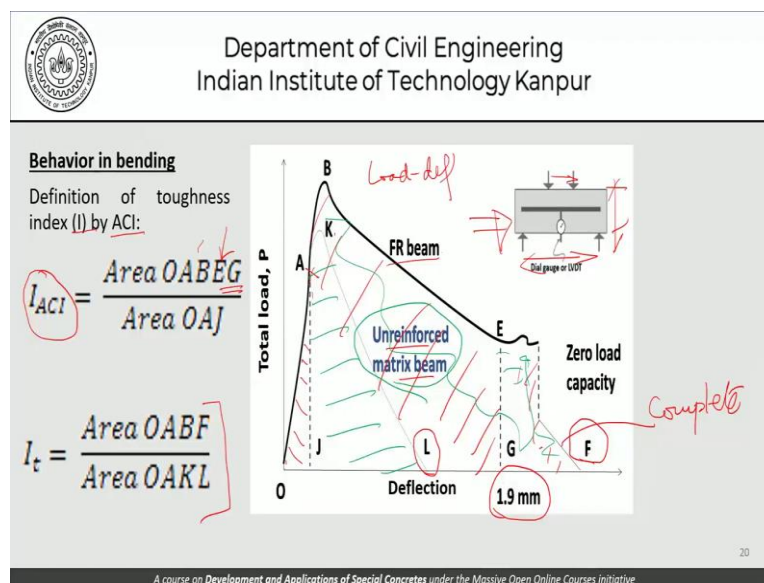 Department of Civil Engineering
Indian Institute of Technology Kanpur
Behavior in bending
Definition of toughness
index (I) by ACI:
I_ACI = Area OABEG / Area OAJ
I_t = Area OABF / Area OAKL
B
Load-def
K
A
FR beam
Dial gauge or LVDT
Total load, P
Unreinforced
matrix beam
E
Zero load
capacity
Complete
J
L
G
F
O
Deflection
1.9 mm
20
A course on Development and Applications of Special Concretes under the Massive Open Online Courses initiative